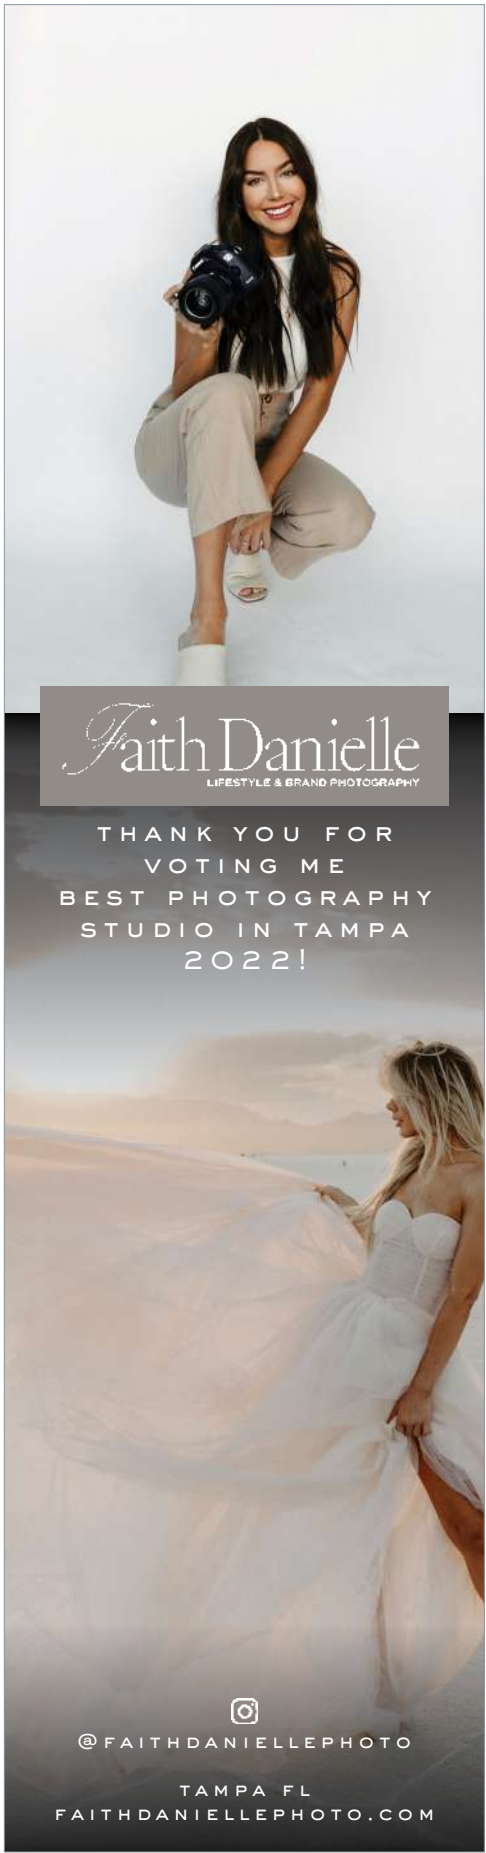 Faith Danielle
LIFESTYLE & BRAND PHOTOGRAPHY
THANK YOU FOR
VOTING ME
BEST PHOTOGRAPHY
STUDIO IN TAMPA
2022!
@FAITHDANIELLEPHOTO
TAMPA FL
FAITHDANIELLEPHOTO.COM